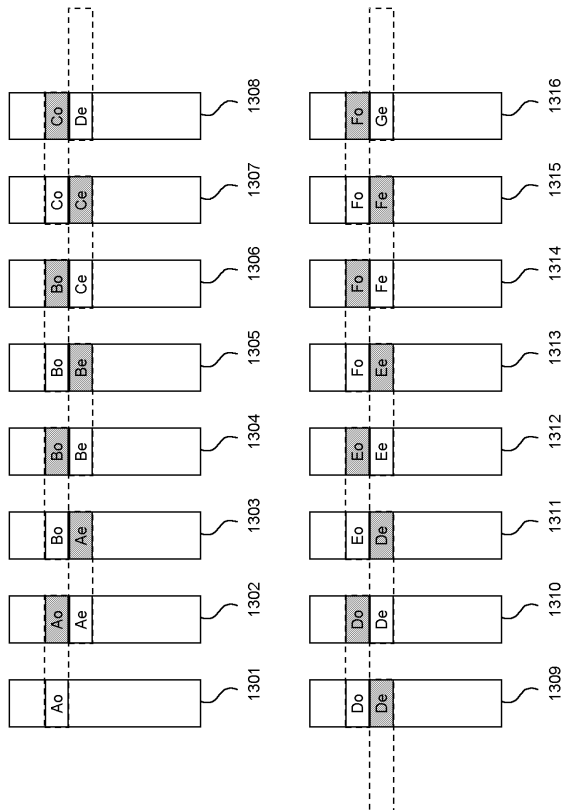 Ao Ao Bo Bo Bo Bo Co Co
Ae Ae Be Be Ce Ce De
1301 1302 1303 1304 1305 1306 1307 1308
Do Do Eo Eo Fo Fo Fo Fo
De De De Ee Ee Fe Fe Ge
1309 1310 1311 1312 1313 1314 1315 1316